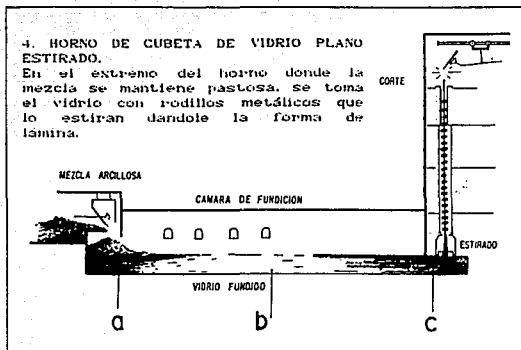 4. HORNO DE CUBETA DE VIDRIO PLANO
ESTIRADO.
En el extremo del horno donde la
mezcla se mantiene pastosa, se toma
el vidrio con rodillos metálicos que
lo estiran dandole la forma de
lámina.
CORTE
MEZCLA ARCILLOSA
CAMARA DE FUNDICION
ESTIRADO
VIDRIO FUNDIDO
a
b
c